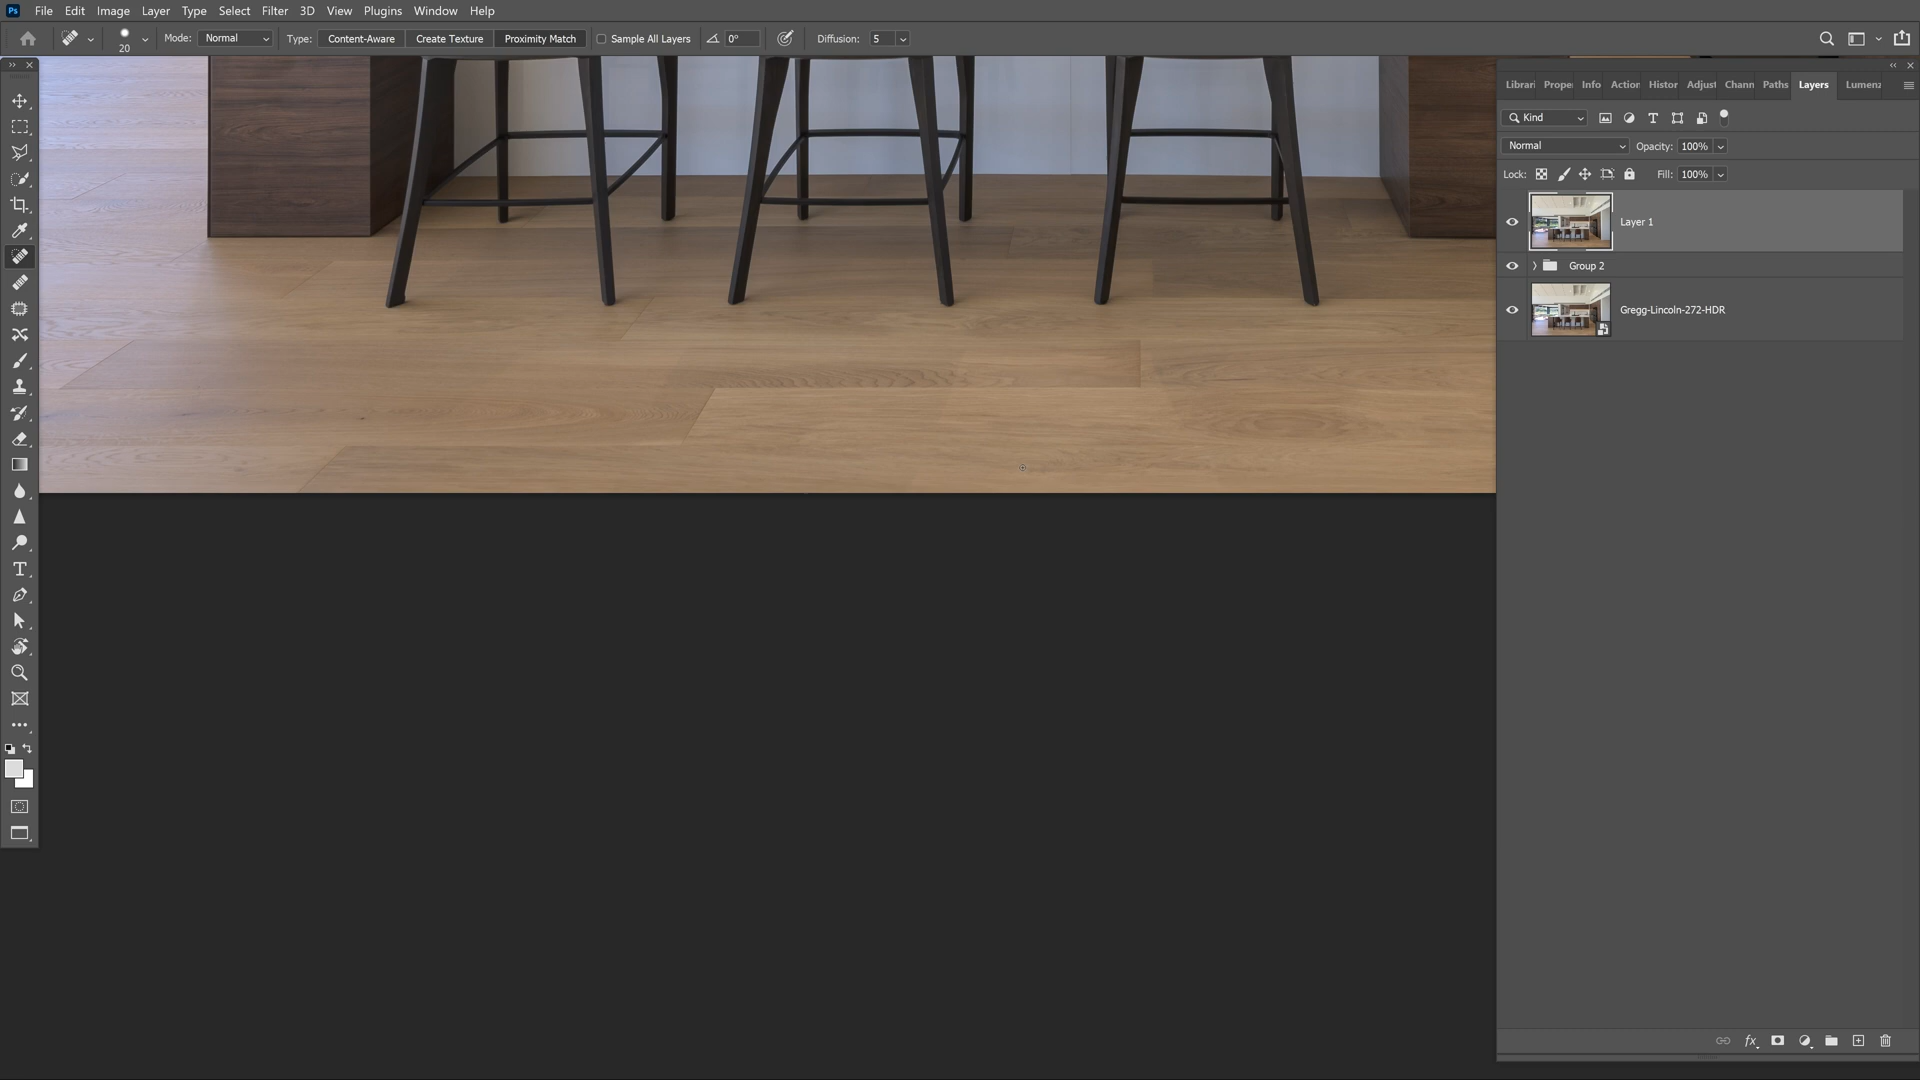 Ps File Edit Image Layer Type Select Filter 3D View Plugins Window Help
20 Mode: Normal Type: Content-Aware Create Texture Proximity Match Sample All Layers 0° Diffusion: 5
Librari Prope Info Action Histor Adjust Chann Paths Layers Lumenz
Kind
Normal Opacity: 100%
Lock: Fill: 100%
Layer 1
Group 2
Gregg-Lincoln-272-HDR
fx